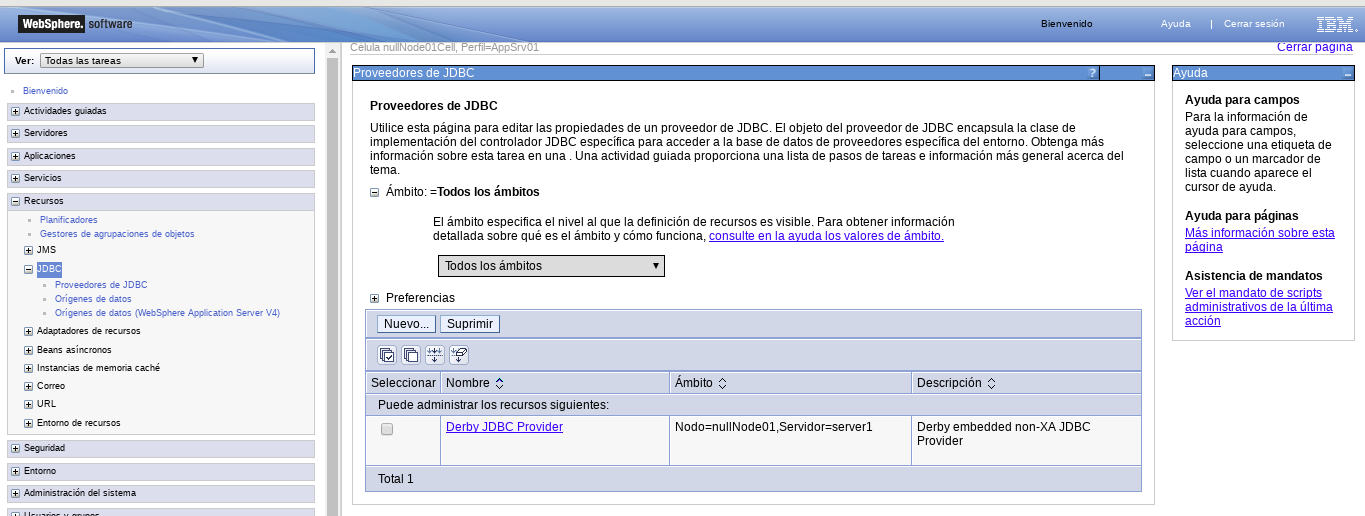 WebSphere. software
Bienvenido
Ayuda | Cerrar sesión
IBM.
Ver: Todas las tareas
Bienvenido
Actividades guiadas
Servidores
Aplicaciones
Servicios
Recursos
Planificadores
Gestores de agrupaciones de objetos
JMS
JDBC
Proveedores de JDBC
Orígenes de datos
Orígenes de datos (WebSphere Application Server V4)
Adaptadores de recursos
Beans asíncronos
Instancias de memoria caché
Correo
URL
Entorno de recursos
Seguridad
Entorno
Administración del sistema
Usuarios y grupos
Célula nullNode01Cell, Perfil=AppSrv01
Cerrar página
Proveedores de JDBC
?
Proveedores de JDBC
Utilice esta página para editar las propiedades de un proveedor de JDBC. El objeto del proveedor de JDBC encapsula la clase de
implementación del controlador JDBC específica para acceder a la base de datos de proveedores específica del entorno. Obtenga más
información sobre esta tarea en una . Una actividad guiada proporciona una lista de pasos de tareas e información más general acerca del
tema.
Ámbito: =Todos los ámbitos
El ámbito especifica el nivel al que la definición de recursos es visible. Para obtener información
detallada sobre qué es el ámbito y cómo funciona, consulte en la ayuda los valores de ámbito.
Todos los ámbitos
Preferencias
Nuevo... Suprimir
Seleccionar Nombre Ámbito Descripción
Puede administrar los recursos siguientes:
Derby JDBC Provider Nodo=nullNode01,Servidor=server1 Derby embedded non-XA JDBC
Provider
Total 1
Ayuda
Ayuda para campos
Para la información de
ayuda para campos,
seleccione una etiqueta de
campo o un marcador de
lista cuando aparece el
cursor de ayuda.
Ayuda para páginas
Más información sobre esta
página
Asistencia de mandatos
Ver el mandato de scripts
administrativos de la última
acción